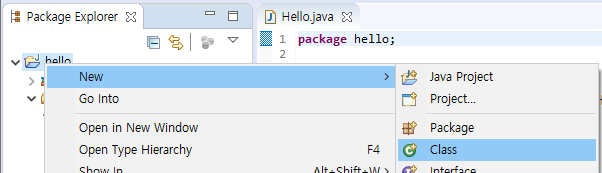 Package Explorer
Hello.java
1 package hello;
2
hello
New
Go Into
Open in New Window
Open Type Hierarchy F4
Show In Alt+Shift+W
Java Project
Project...
Package
Class
Interface